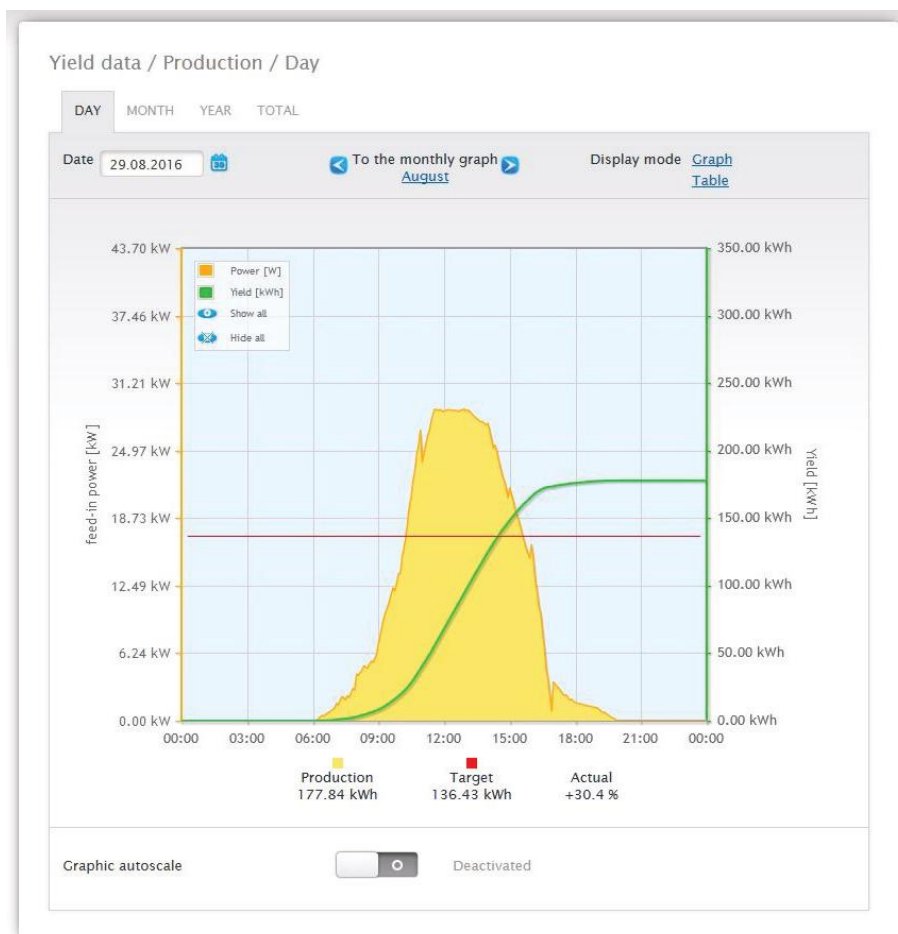 Yield data / Production / Day
DAY MONTH YEAR TOTAL
Date 29.08.2016 30 To the monthly graph Display mode Graph
August Table
43.70 kW 350.00 kWh
Power [W]
Yield [kWh]
37.46 kW Show all 300.00 kWh
Hide all
31.21 kW 250.00 kWh
24.97 kW 200.00 kWh
feed-in power [kW]
Yield [kWh]
18.73 kW 150.00 kWh
12.49 kW 100.00 kWh
6.24 kW 50.00 kWh
0.00 kW 0.00 kWh
00:00 03:00 06:00 09:00 12:00 15:00 18:00 21:00 00:00
Production Target Actual
177.84 kWh 136.43 kWh +30.4 %
Graphic autoscale Deactivated